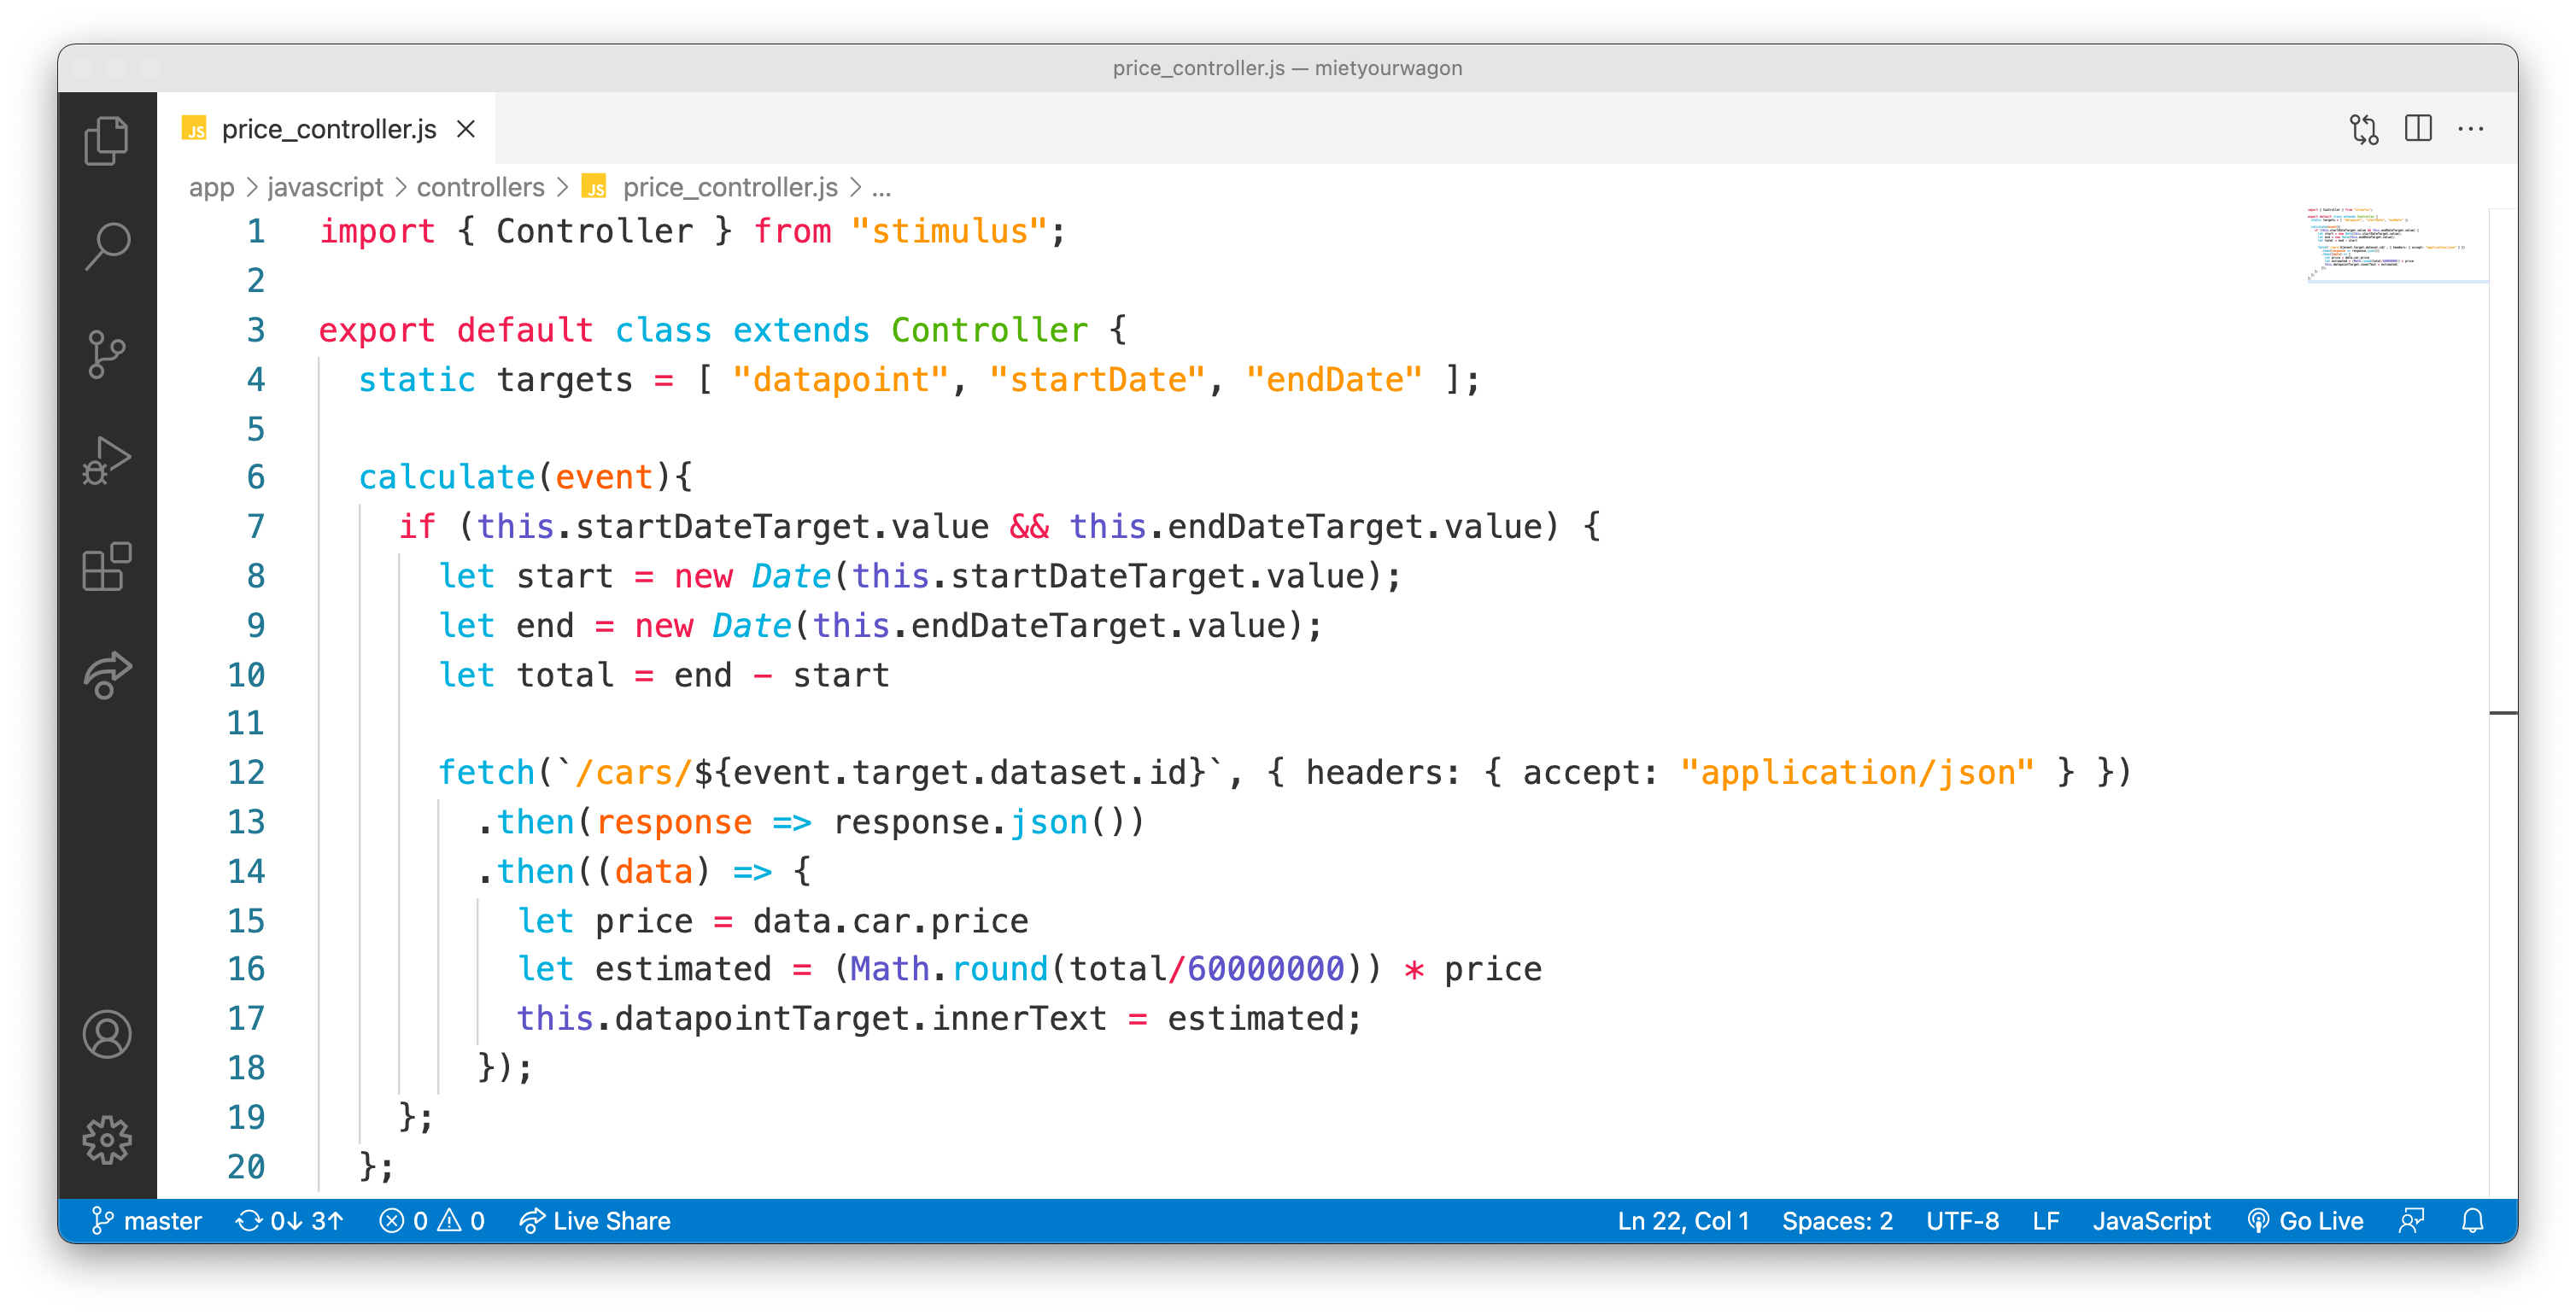 price_controller.js — mietyourwagon
JS price_controller.js
app > javascript > controllers > JS price_controller.js > ...
1 import { Controller } from "stimulus";
2
3 export default class extends Controller {
4   static targets = [ "datapoint", "startDate", "endDate" ];
5
6   calculate(event){
7     if (this.startDateTarget.value && this.endDateTarget.value) {
8       let start = new Date(this.startDateTarget.value);
9       let end = new Date(this.endDateTarget.value);
10       let total = end - start
11
12       fetch(`/cars/${event.target.dataset.id}`, { headers: { accept: "application/json" } })
13         .then(response => response.json())
14         .then((data) => {
15           let price = data.car.price
16           let estimated = (Math.round(total/60000000)) * price
17           this.datapointTarget.innerText = estimated;
18         });
19     };
20   };
master 0↓ 3↑ 0 0 Live Share Ln 22, Col 1 Spaces: 2 UTF-8 LF JavaScript Go Live